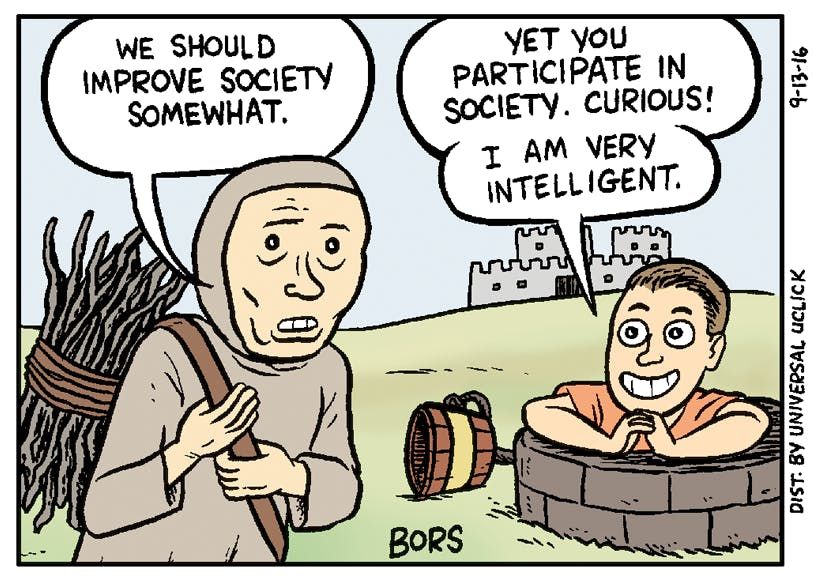 WE SHOULD
IMPROVE SOCIETY
SOMEWHAT.
YET YOU
PARTICIPATE IN
SOCIETY. CURIOUS!
I AM VERY
INTELLIGENT.
BORS
9-13-16
DIST. BY UNIVERSAL UCLICK